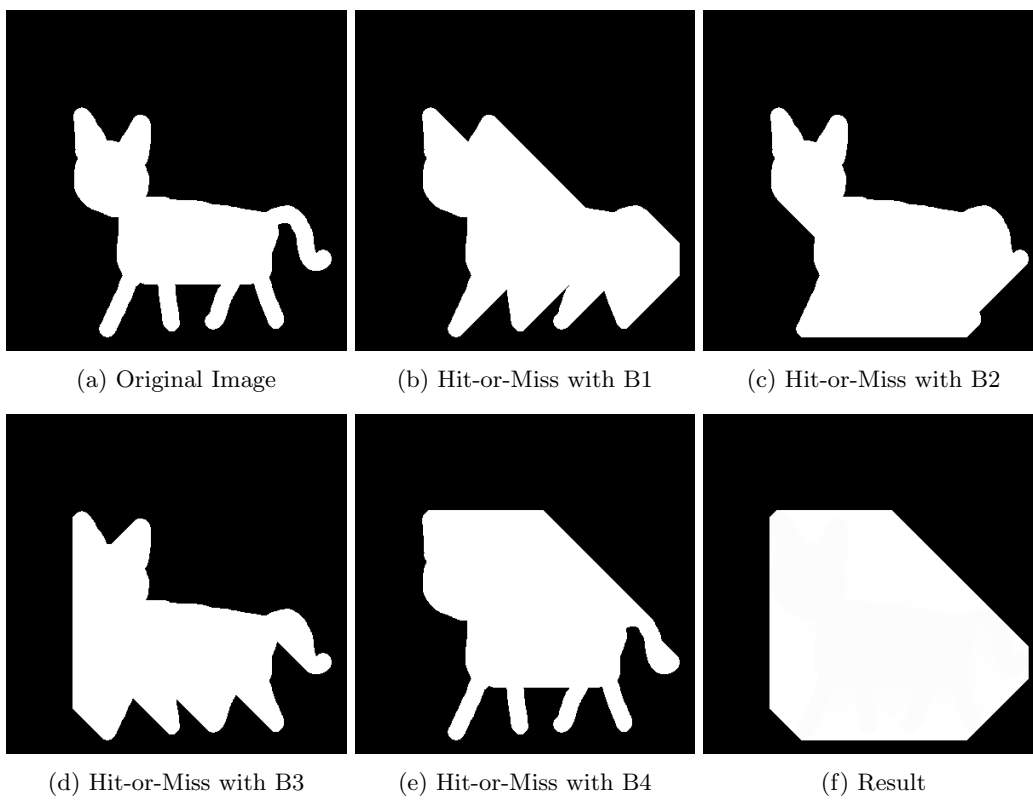 (a) Original Image
(b) Hit-or-Miss with B1
(c) Hit-or-Miss with B2
(d) Hit-or-Miss with B3
(e) Hit-or-Miss with B4
(f) Result